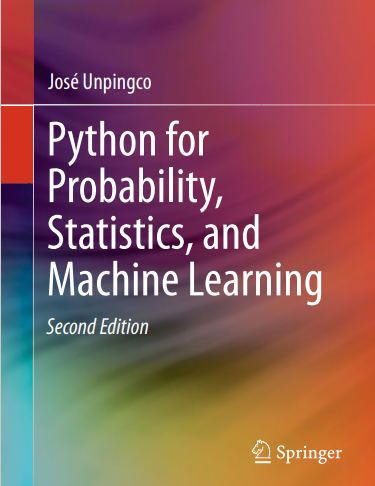 José Unpingco
Python for
Probability,
Statistics, and
Machine Learning
Second Edition
Springer